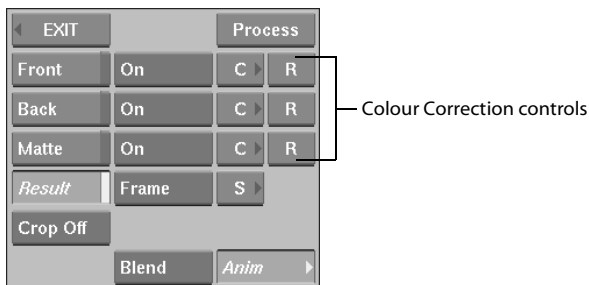 EXIT Process
Front On C R
Back On C R
Matte On C R
Colour Correction controls
Result Frame S
Crop Off
Blend Anim